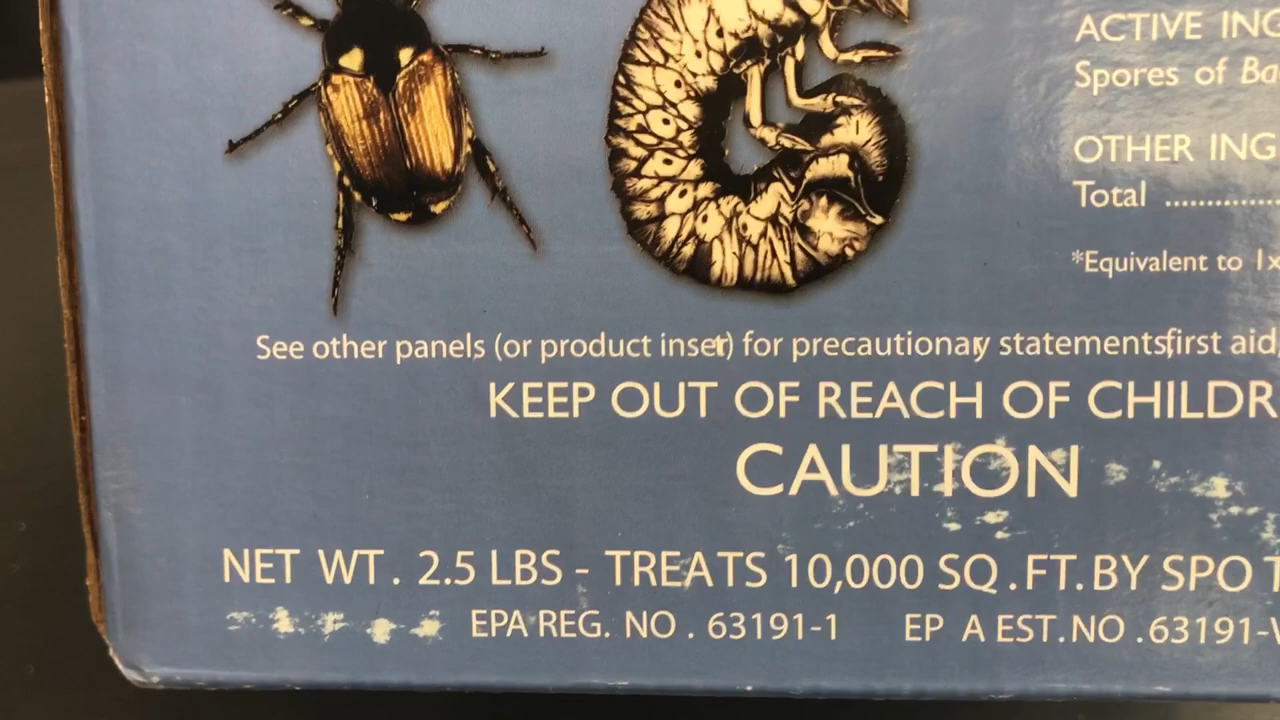 ACTIVE ING
Spores of Ba
OTHER ING
Total ..............
*Equivalent to 1x
See other panels (or product insert) for precautionary statements, first aid
KEEP OUT OF REACH OF CHILDR
CAUTION
NET WT. 2.5 LBS - TREATS 10,000 SQ.FT. BY SPOT
EPA REG. NO. 63191-1 EPA EST. NO. 63191-